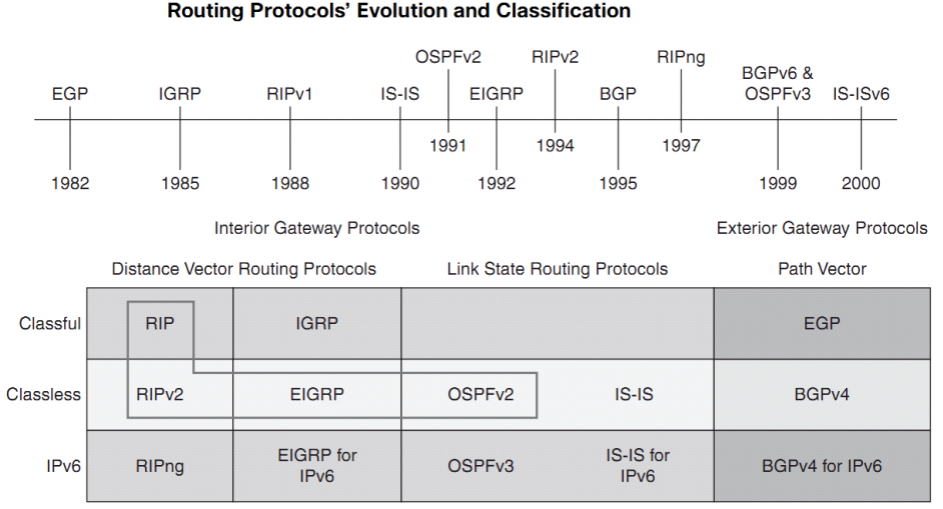 Routing Protocols' Evolution and Classification
OSPFv2 RIPv2 RIPng
BGPv6 &
EGP IGRP RIPv1 IS-IS EIGRP BGP OSPFv3 IS-ISv6
1991 1994 1997
1982 1985 1988 1990 1992 1995 1999 2000
Interior Gateway Protocols Exterior Gateway Protocols
Distance Vector Routing Protocols Link State Routing Protocols Path Vector
Classful RIP IGRP EGP
Classless RIPv2 EIGRP OSPFv2 IS-IS BGPv4
EIGRP for IS-IS for
IPv6 RIPng OSPFv3 BGPv4 for IPv6
IPv6 IPv6